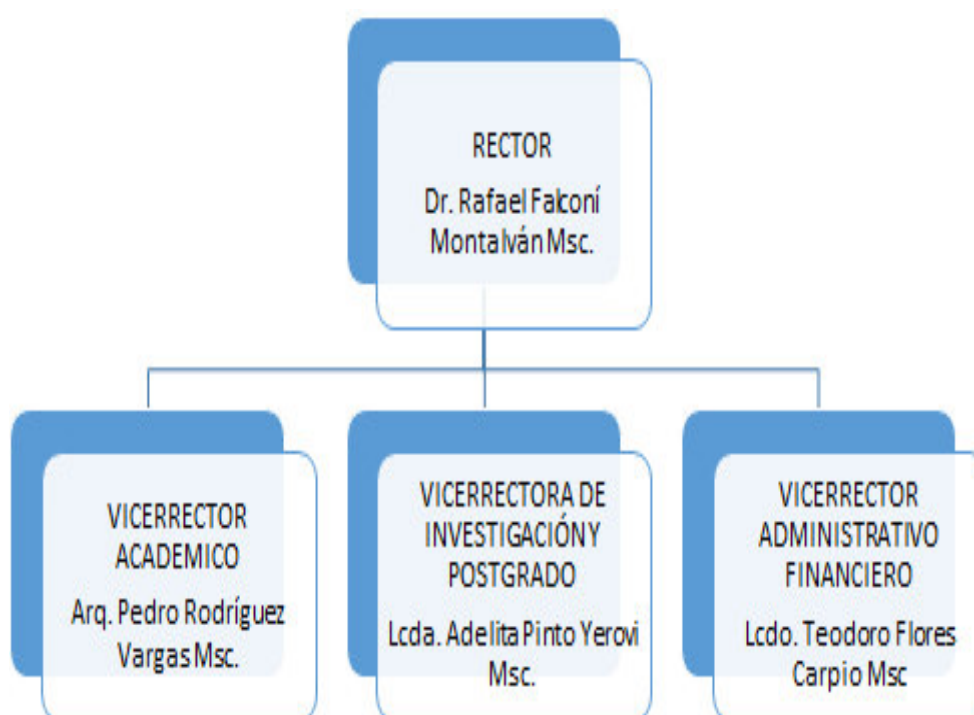 RECTOR
Dr. Rafael Falconí
Montalván Msc.
VICERRECTOR
ACADEMICO
Arq. Pedro Rodríguez
Vargas Msc.
VICERRECTORA DE
INVESTIGACIÓN Y
POSTGRADO
Lcda. Adelita Pinto Yerovi
Msc.
VICERRECTOR
ADMINISTRATIVO
FINANCIERO
Lcdo. Teodoro Flores
Carpio Msc